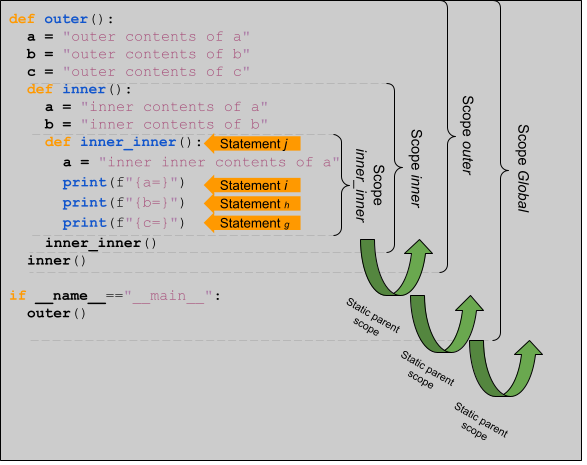 def outer():
a = "outer contents of a"
b = "outer contents of b"
c = "outer contents of c"
def inner():
a = "inner contents of a"
b = "inner contents of b"
def inner_inner():
Statement j
a = "inner inner contents of a"
print(f"{a=}")
Statement i
print(f"{b=}")
Statement h
print(f"{c=}")
Statement g
inner_inner()
inner()
if __name__=="__main__":
outer()
Scope
inner_inner
Scope inner
Scope outer
Scope Global
Static parent
scope
Static parent
scope
Static parent
scope